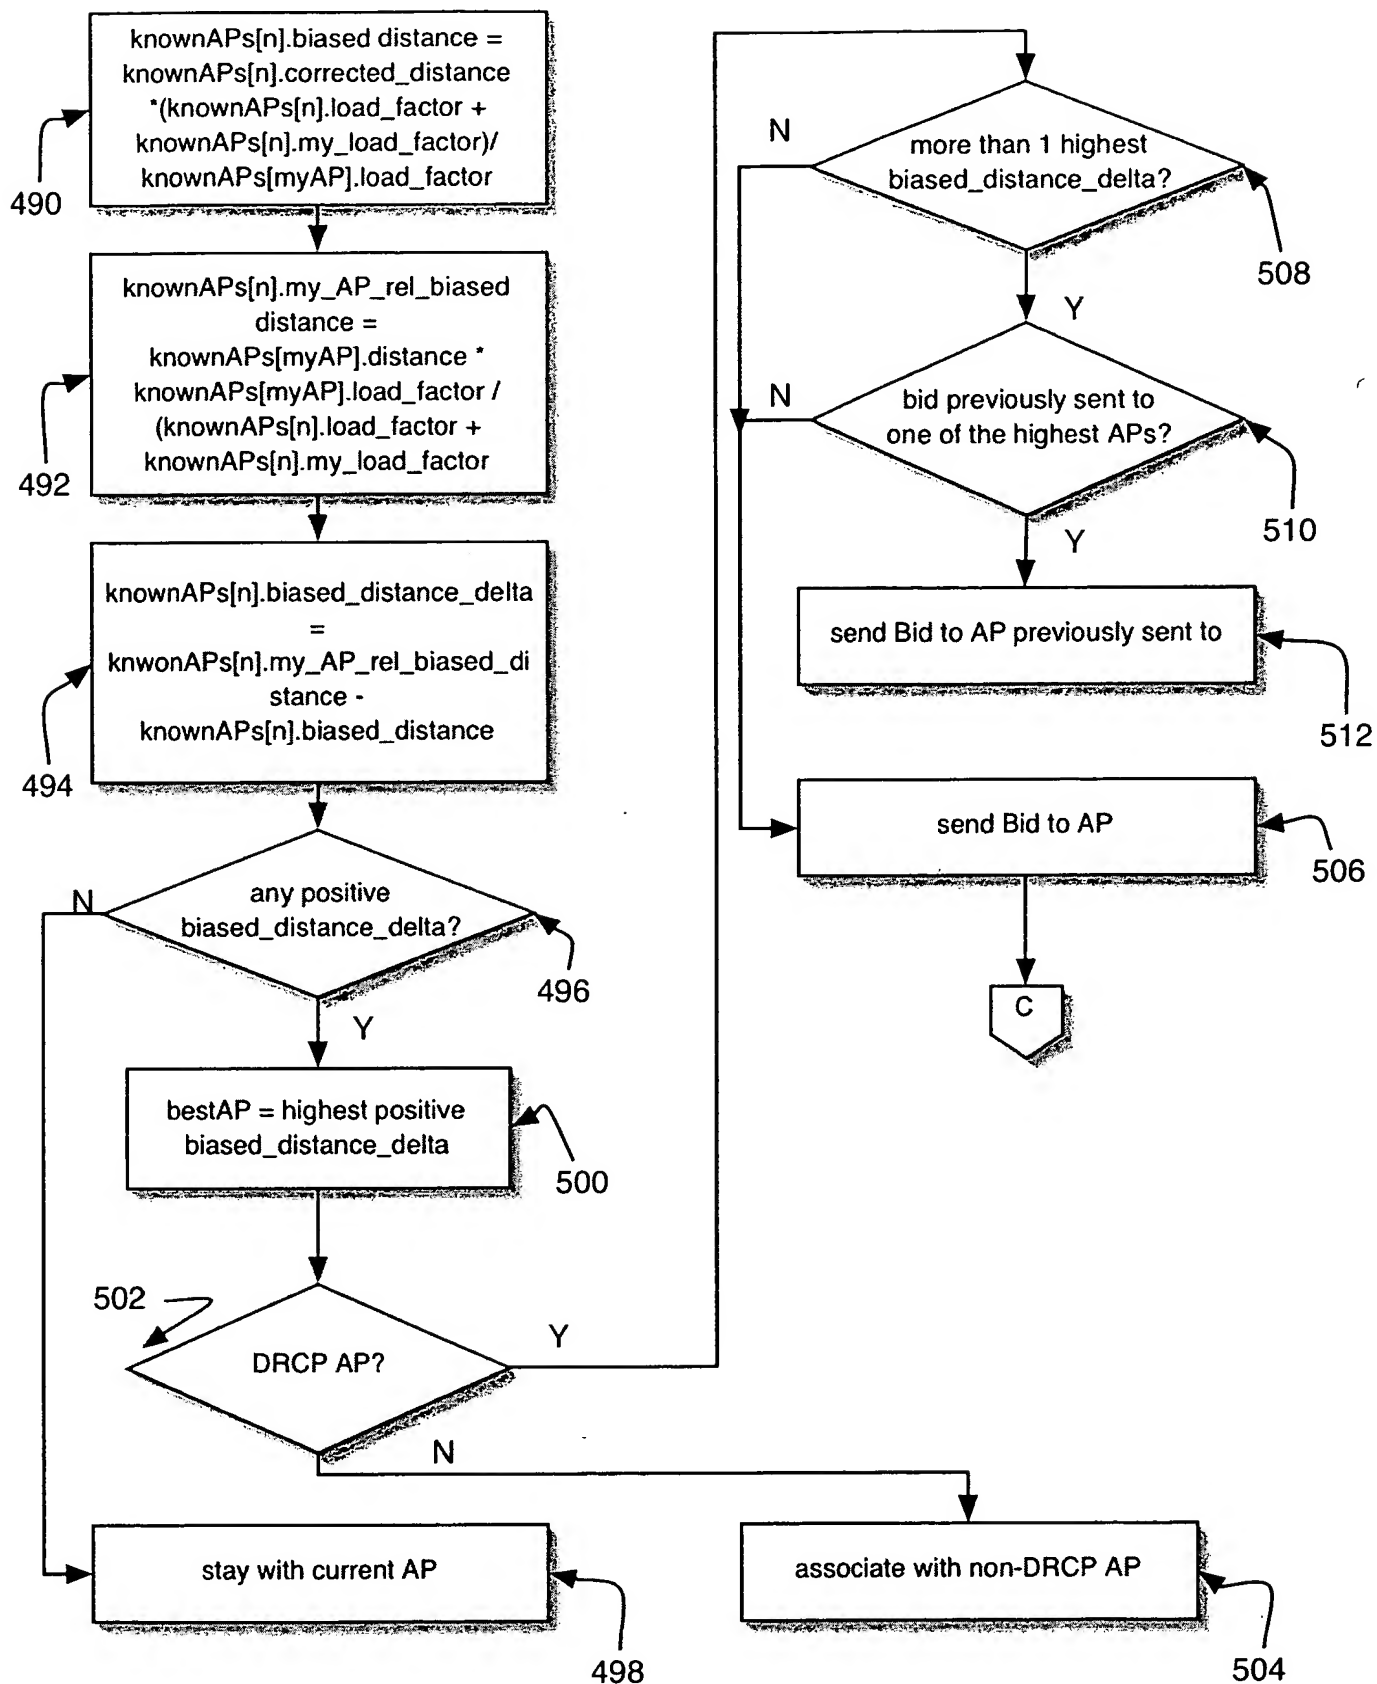 knownAPs[n].biased distance =
knownAPs[n].corrected_distance
*(knownAPs[n].load_factor +
knownAPs[n].my_load_factor)/
knownAPs[myAP].load_factor
490
knownAPs[n].my_AP_rel_biased
distance =
knownAPs[myAP].distance *
knownAPs[myAP].load_factor /
(knownAPs[n].load_factor +
knownAPs[n].my_load_factor
492
knownAPs[n].biased_distance_delta
=
knwonAPs[n].my_AP_rel_biased_di
stance -
knownAPs[n].biased_distance
494
any positive
biased_distance_delta?
N
496
Y
bestAP = highest positive
biased_distance_delta
500
502
DRCP AP?
Y
N
stay with current AP
498
associate with non-DRCP AP
504
more than 1 highest
biased_distance_delta?
N
508
Y
bid previously sent to
one of the highest APs?
N
510
Y
send Bid to AP previously sent to
512
send Bid to AP
506
C